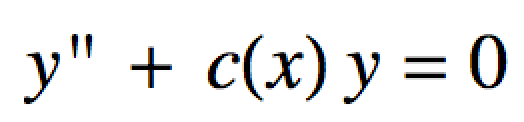 y" + c(x) y = 0